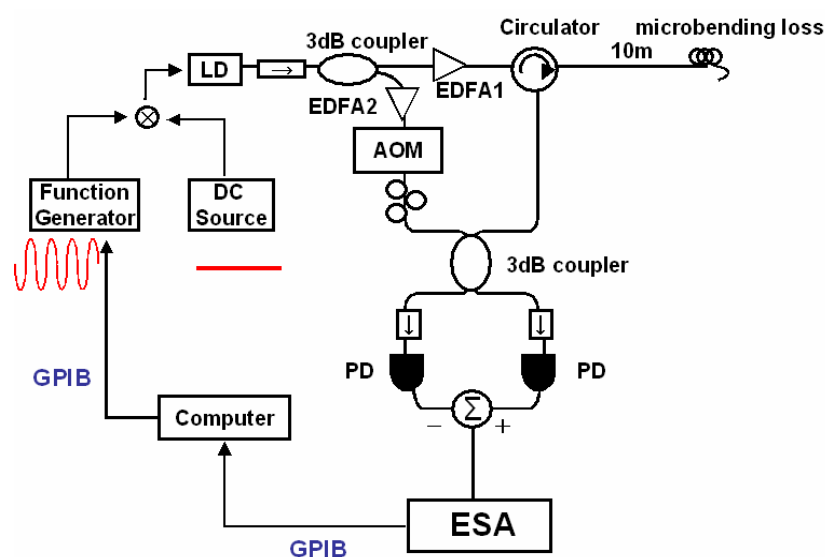 Circulator
microbending loss
3dB coupler
10m
LD
→
EDFA1
EDFA2
AOM
Function
Generator
DC
Source
3dB coupler
↓
↓
PD
PD
GPIB
Σ
− +
Computer
ESA
GPIB